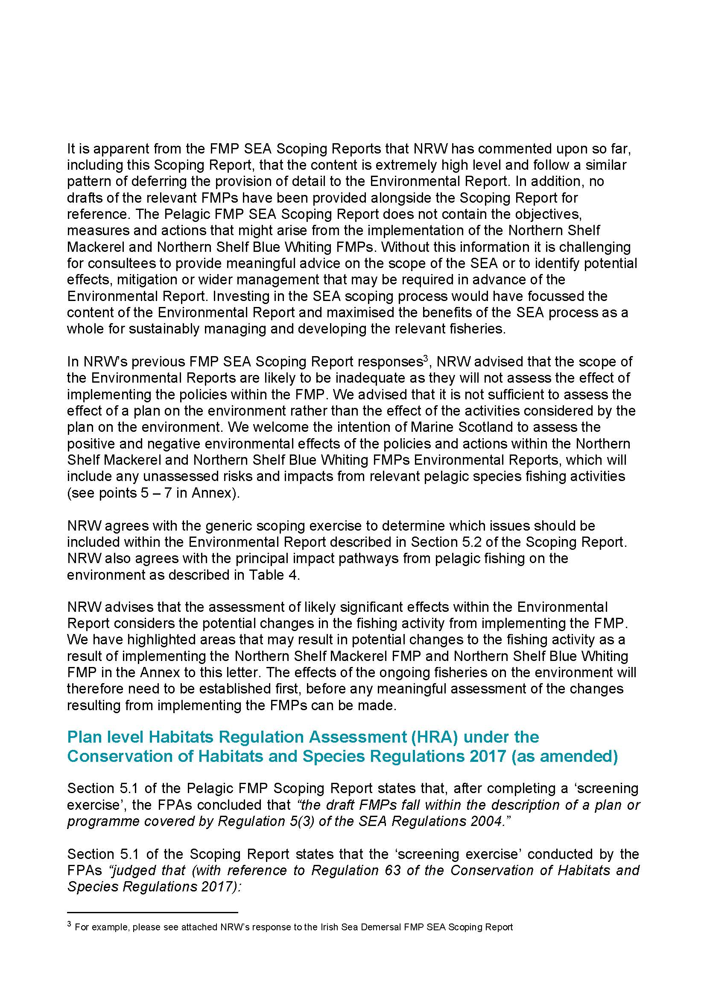 It is apparent from the FMP SEA Scoping Reports that NRW has commented upon so far,
including this Scoping Report, that the content is extremely high level and follow a similar
pattern of deferring the provision of detail to the Environmental Report. In addition, no
drafts of the relevant FMPs have been provided alongside the Scoping Report for
reference. The Pelagic FMP SEA Scoping Report does not contain the objectives,
measures and actions that might arise from the implementation of the Northern Shelf
Mackerel and Northern Shelf Blue Whiting FMPs. Without this information it is challenging
for consultees to provide meaningful advice on the scope of the SEA or to identify potential
effects, mitigation or wider management that may be required in advance of the
Environmental Report. Investing in the SEA scoping process would have focussed the
content of the Environmental Report and maximised the benefits of the SEA process as a
whole for sustainably managing and developing the relevant fisheries.
In NRW's previous FMP SEA Scoping Report responses³, NRW advised that the scope of
the Environmental Reports are likely to be inadequate as they will not assess the effect of
implementing the policies within the FMP. We advised that it is not sufficient to assess the
effect of a plan on the environment rather than the effect of the activities considered by the
plan on the environment. We welcome the intention of Marine Scotland to assess the
positive and negative environmental effects of the policies and actions within the Northern
Shelf Mackerel and Northern Shelf Blue Whiting FMPs Environmental Reports, which will
include any unassessed risks and impacts from relevant pelagic species fishing activities
(see points 5 – 7 in Annex).
NRW agrees with the generic scoping exercise to determine which issues should be
included within the Environmental Report described in Section 5.2 of the Scoping Report.
NRW also agrees with the principal impact pathways from pelagic fishing on the
environment as described in Table 4.
NRW advises that the assessment of likely significant effects within the Environmental
Report considers the potential changes in the fishing activity from implementing the FMP.
We have highlighted areas that may result in potential changes to the fishing activity as a
result of implementing the Northern Shelf Mackerel FMP and Northern Shelf Blue Whiting
FMP in the Annex to this letter. The effects of the ongoing fisheries on the environment will
therefore need to be established first, before any meaningful assessment of the changes
resulting from implementing the FMPs can be made.
Plan level Habitats Regulation Assessment (HRA) under the
Conservation of Habitats and Species Regulations 2017 (as amended)
Section 5.1 of the Pelagic FMP Scoping Report states that, after completing a ‘screening
exercise’, the FPAs concluded that “the draft FMPs fall within the description of a plan or
programme covered by Regulation 5(3) of the SEA Regulations 2004.”
Section 5.1 of the Scoping Report states that the ‘screening exercise’ conducted by the
FPAs “judged that (with reference to Regulation 63 of the Conservation of Habitats and
Species Regulations 2017):
³ For example, please see attached NRW's response to the Irish Sea Demersal FMP SEA Scoping Report